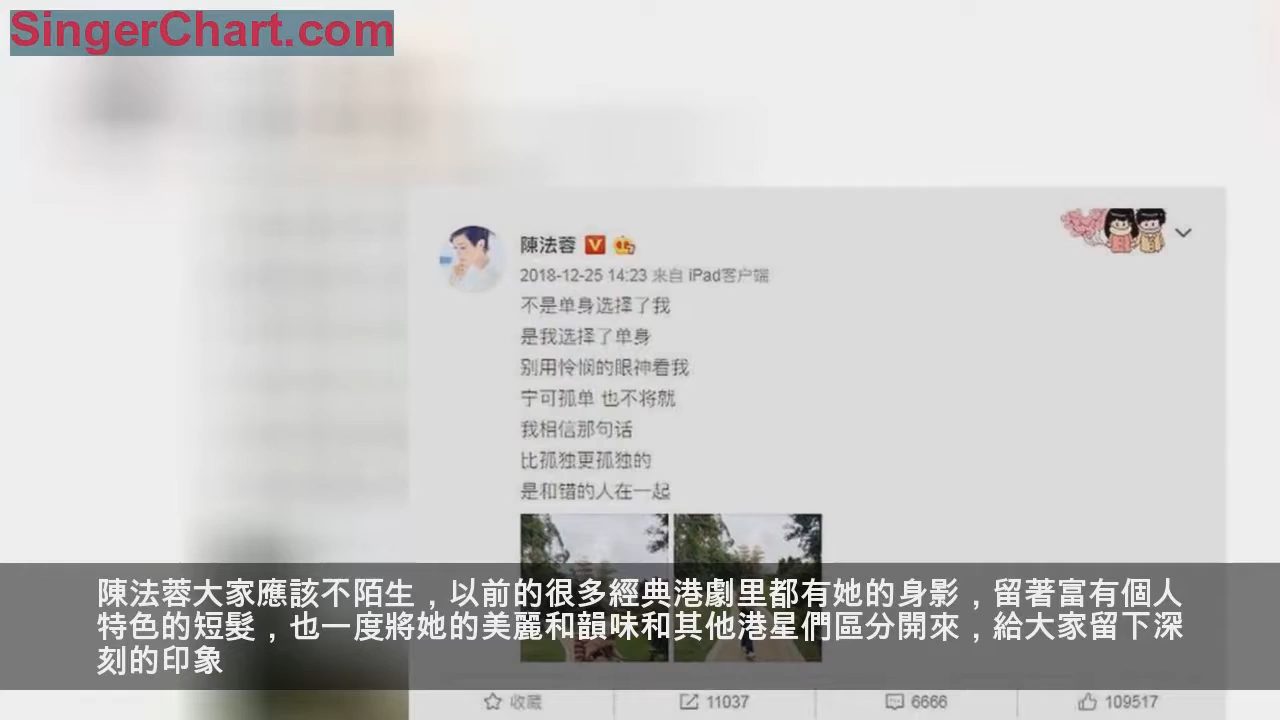 SingerChart.com
陳法蓉
2018-12-25 14:23 来自 iPad客户端
不是单身选择了我
是我选择了单身
别用怜悯的眼神看我
宁可孤单 也不将就
我相信那句话
比孤独更孤独的
是和错的人在一起
陳法蓉大家應該不陌生，以前的很多經典港劇里都有她的身影，留著富有個人
特色的短髮，也一度將她的美麗和韻味和其他港星們區分開來，給大家留下深
刻的印象
收藏 11037 6666 109517